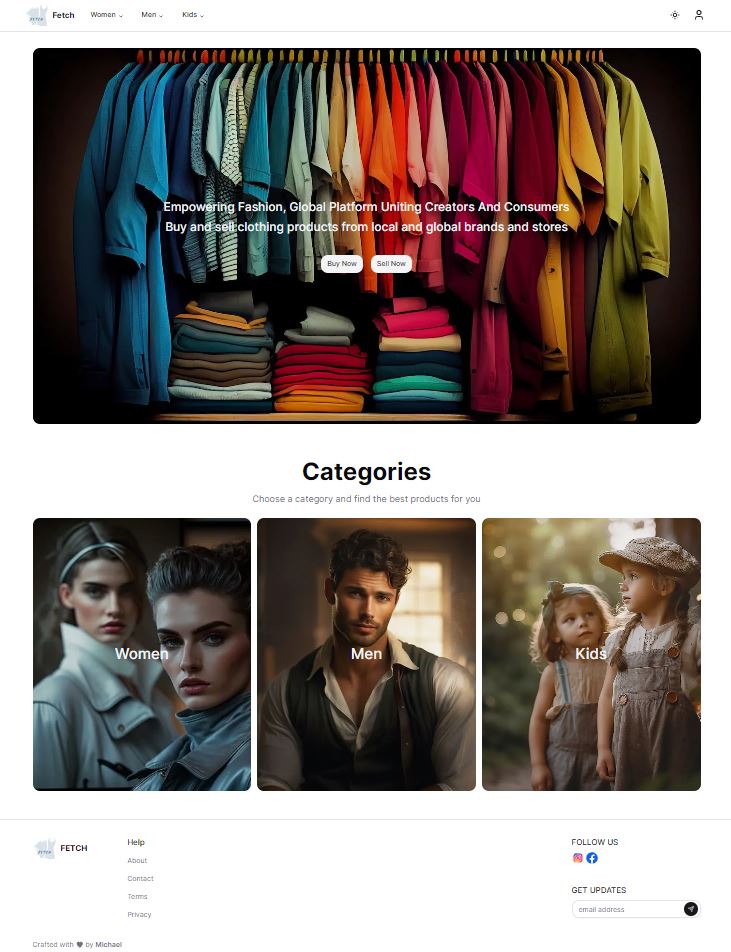 FETCH
Fetch
Women
Men
Kids
Empowering Fashion, Global Platform Uniting Creators And Consumers
Buy and sell clothing products from local and global brands and stores
Buy Now
Sell Now
Categories
Choose a category and find the best products for you
Women
Men
Kids
FETCH
FETCH
Help
About
Contact
Terms
Privacy
FOLLOW US
GET UPDATES
email address
Crafted with 🖤 by Michael